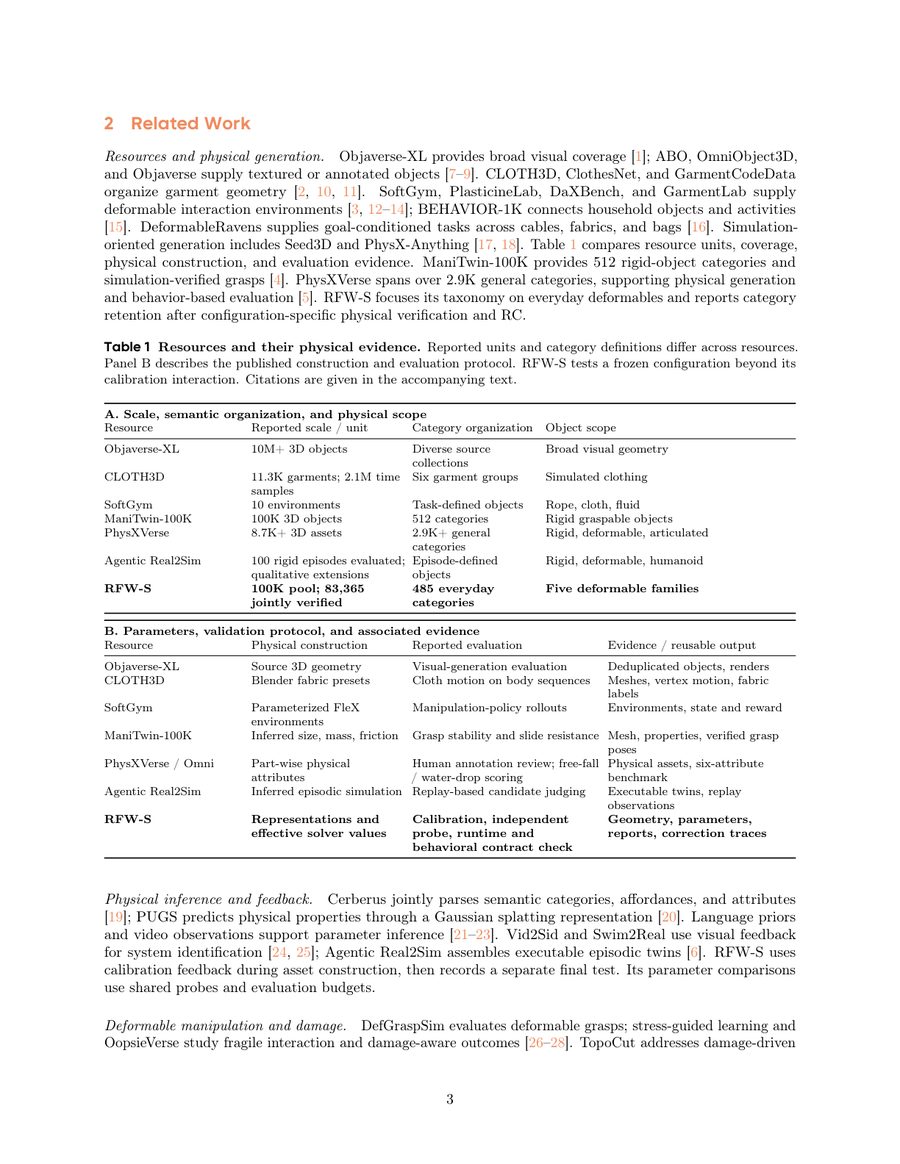 2 Related Work
Resources and physical generation. Objaverse-XL provides broad visual coverage [1]; ABO, OmniObject3D,
and Objaverse supply textured or annotated objects [7–9]. CLOTH3D, ClothesNet, and GarmentCodeData
organize garment geometry [2, 10, 11]. SoftGym, PlasticineLab, DaXBench, and GarmentLab supply
deformable interaction environments [3, 12–14]; BEHAVIOR-1K connects household objects and activities
[15]. DeformableRavens supplies goal-conditioned tasks across cables, fabrics, and bags [16]. Simulation-
oriented generation includes Seed3D and PhysX-Anything [17, 18]. Table 1 compares resource units, coverage,
physical construction, and evaluation evidence. ManiTwin-100K provides 512 rigid-object categories and
simulation-verified grasps [4]. PhysXVerse spans over 2.9K general categories, supporting physical generation
and behavior-based evaluation [5]. RFW-S focuses its taxonomy on everyday deformables and reports category
retention after configuration-specific physical verification and RC.
Table 1 Resources and their physical evidence. Reported units and category definitions differ across resources.
Panel B describes the published construction and evaluation protocol. RFW-S tests a frozen configuration beyond its
calibration interaction. Citations are given in the accompanying text.
A. Scale, semantic organization, and physical scope
Resource Reported scale / unit Category organization Object scope
Objaverse-XL 10M+ 3D objects Diverse source Broad visual geometry
collections
CLOTH3D 11.3K garments; 2.1M time Six garment groups Simulated clothing
samples
SoftGym 10 environments Task-defined objects Rope, cloth, fluid
ManiTwin-100K 100K 3D objects 512 categories Rigid graspable objects
PhysXVerse 8.7K+ 3D assets 2.9K+ general Rigid, deformable, articulated
categories
Agentic Real2Sim 100 rigid episodes evaluated; Episode-defined Rigid, deformable, humanoid
qualitative extensions objects
RFW-S 100K pool; 83,365 485 everyday Five deformable families
jointly verified categories
B. Parameters, validation protocol, and associated evidence
Resource Physical construction Reported evaluation Evidence / reusable output
Objaverse-XL Source 3D geometry Visual-generation evaluation Deduplicated objects, renders
CLOTH3D Blender fabric presets Cloth motion on body sequences Meshes, vertex motion, fabric
labels
SoftGym Parameterized FleX Manipulation-policy rollouts Environments, state and reward
environments
ManiTwin-100K Inferred size, mass, friction Grasp stability and slide resistance Mesh, properties, verified grasp
poses
PhysXVerse / Omni Part-wise physical Human annotation review; free-fall Physical assets, six-attribute
attributes / water-drop scoring benchmark
Agentic Real2Sim Inferred episodic simulation Replay-based candidate judging Executable twins, replay
observations
RFW-S Representations and Calibration, independent Geometry, parameters,
effective solver values probe, runtime and reports, correction traces
behavioral contract check
Physical inference and feedback. Cerberus jointly parses semantic categories, affordances, and attributes
[19]; PUGS predicts physical properties through a Gaussian splatting representation [20]. Language priors
and video observations support parameter inference [21–23]. Vid2Sid and Swim2Real use visual feedback
for system identification [24, 25]; Agentic Real2Sim assembles executable episodic twins [6]. RFW-S uses
calibration feedback during asset construction, then records a separate final test. Its parameter comparisons
use shared probes and evaluation budgets.
Deformable manipulation and damage. DefGraspSim evaluates deformable grasps; stress-guided learning and
OopsieVerse study fragile interaction and damage-aware outcomes [26–28]. TopoCut addresses damage-driven
3